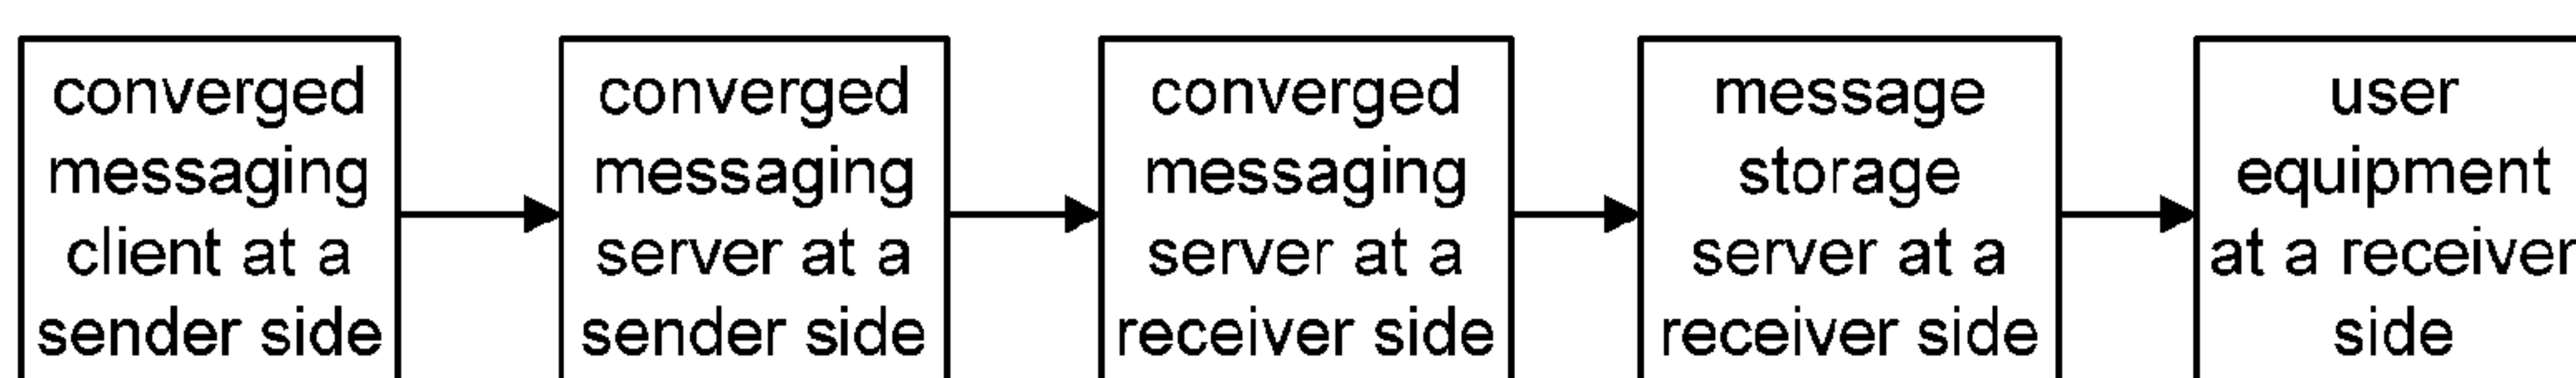 converged
messaging
client at a
sender side
converged
messaging
server at a
sender side
converged
messaging
server at a
receiver side
message
storage
server at a
receiver side
user
equipment
at a receiver
side